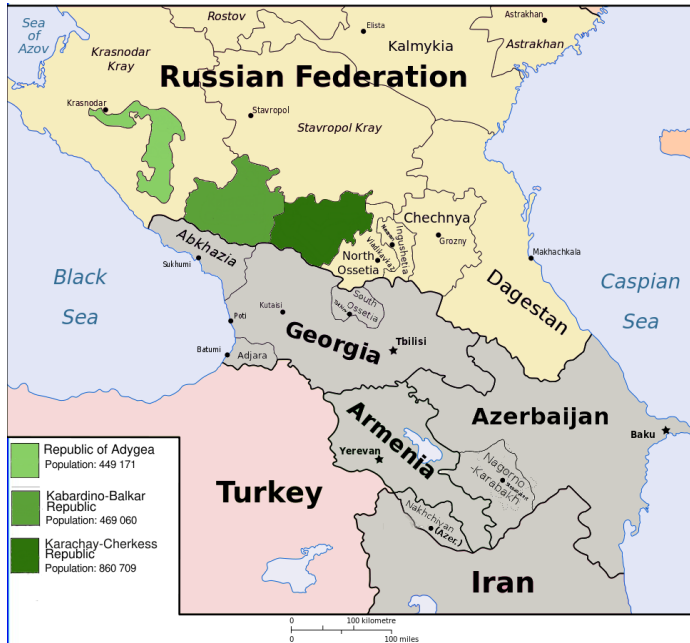 Sea
of
Azov
Rostov
Elista
Astrakhan
Krasnodar
Kray
Kalmykia
Astrakhan
Russian Federation
Krasnodar
Stavropol
Stavropol Kray
Chechnya
Grozny
Ingushetia
Vladikavkaz
North
Ossetia
Makhachkala
Dagestan
Abkhazia
Sukhumi
Black
Sea
Caspian
Sea
South
Ossetia
Kutaisi
Poti
Georgia
Tbilisi
Batumi
Adjara
Armenia
Azerbaijan
Baku
Yerevan
Nagorno
-Karabakh
Turkey
Nakhchivan
(Azer.)
Iran
Republic of Adygea
Population: 449 171
Kabardino-Balkar
Republic
Population: 469 060
Karachay-Cherkess
Republic
Population: 860 709
0 100 kilometre
0 100 miles